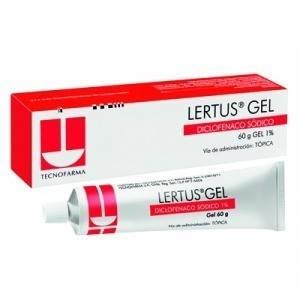 LERTUS® GEL
DICLOFENACO SÓDICO
60 g GEL 1%
Vía de administración: TÓPICA
TECNOFARMA
LERTUS® GEL
DICLOFENACO SÓDICO 1%
Gel 60 g